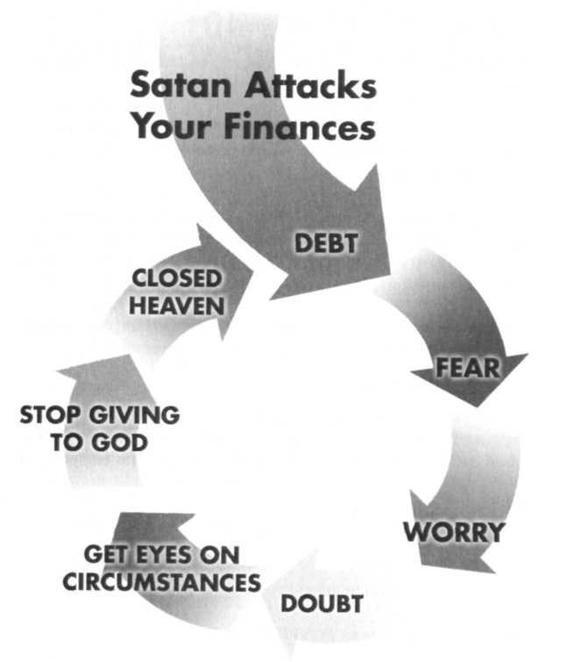 Satan Attacks
Your Finances
DEBT
FEAR
WORRY
DOUBT
GET EYES ON
CIRCUMSTANCES
STOP GIVING
TO GOD
CLOSED
HEAVEN